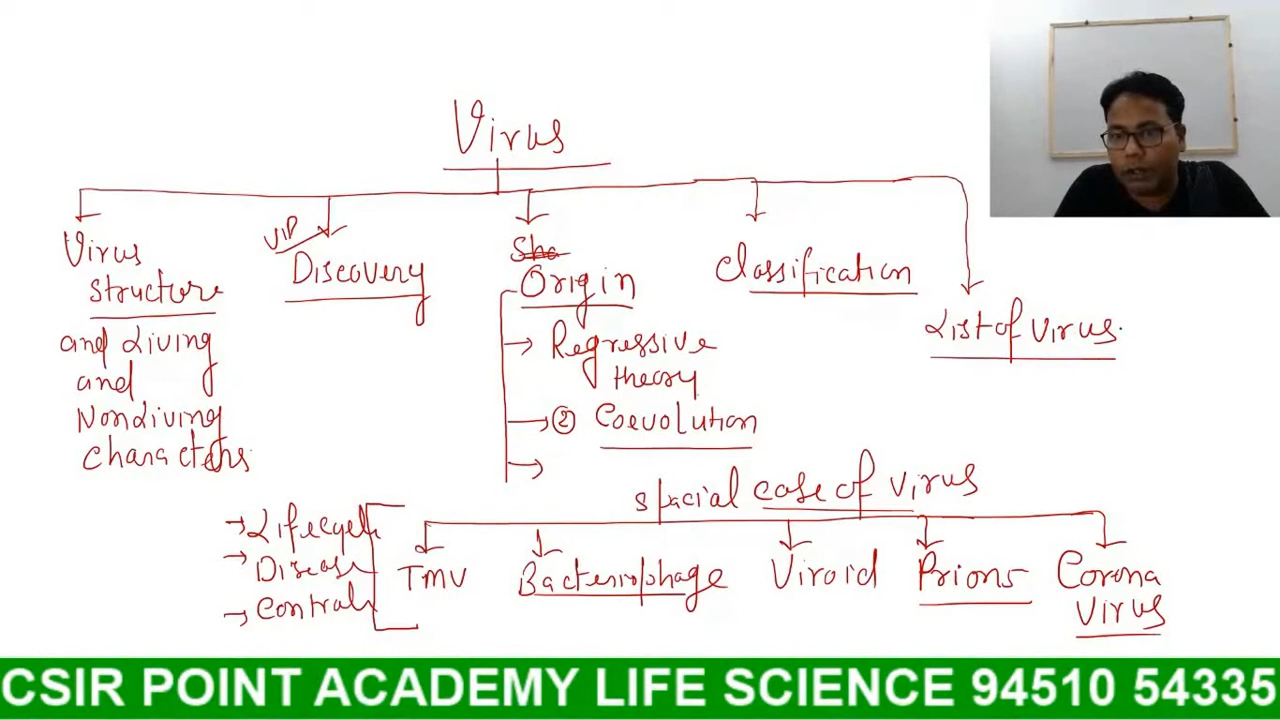 Virus
Virus
structure
and Living
and
Nonliving
characters
VIP
Discovery
Origin
→ Regressive
theory
→ ② Coevolution
→
Classification
List of virus.
spacial case of virus
→ Lifecycle
→ Disease
→ Control
TMV
Bacteriophage
Viroid
Prions
Corona
Virus
CSIR POINT ACADEMY LIFE SCIENCE 94510 54335